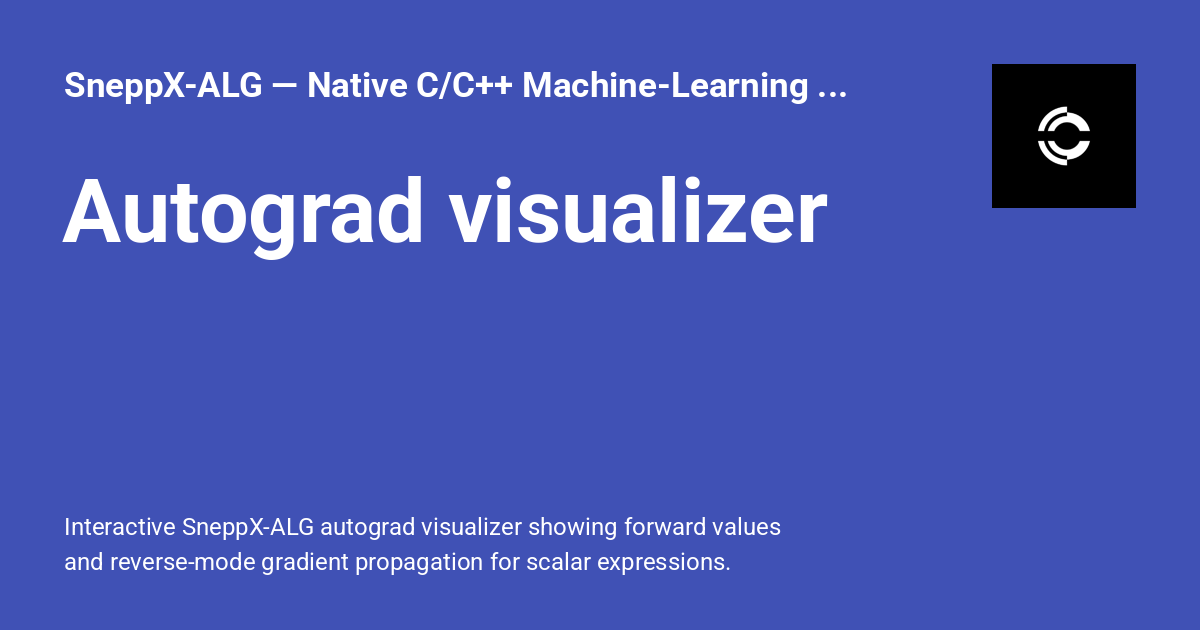 SneppX-ALG — Native C/C++ Machine-Learning ...
Autograd visualizer
Interactive SneppX-ALG autograd visualizer showing forward values
and reverse-mode gradient propagation for scalar expressions.